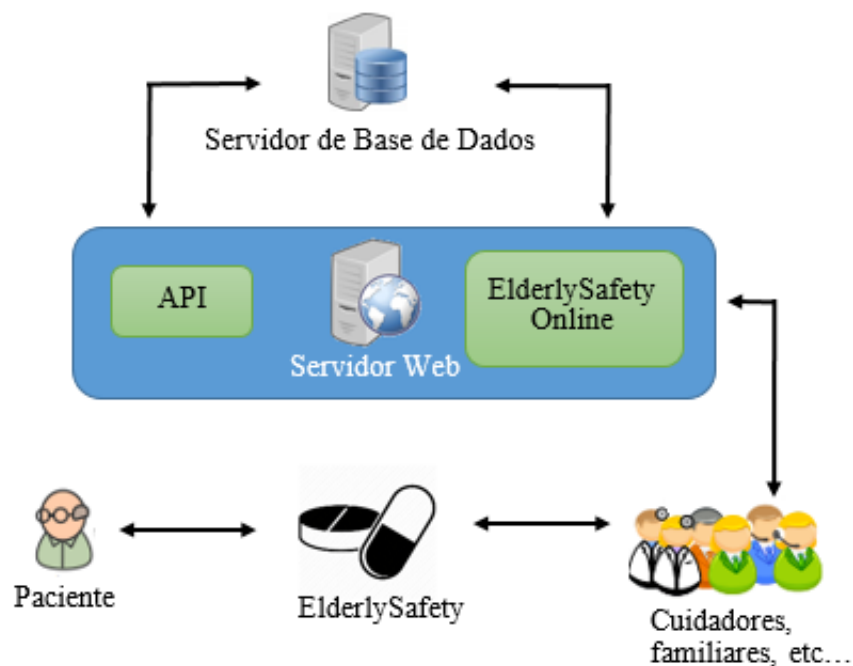 Servidor de Base de Dados
API
ElderlySafety
Online
Servidor Web
Paciente
ElderlySafety
Cuidadores,
familiares, etc...